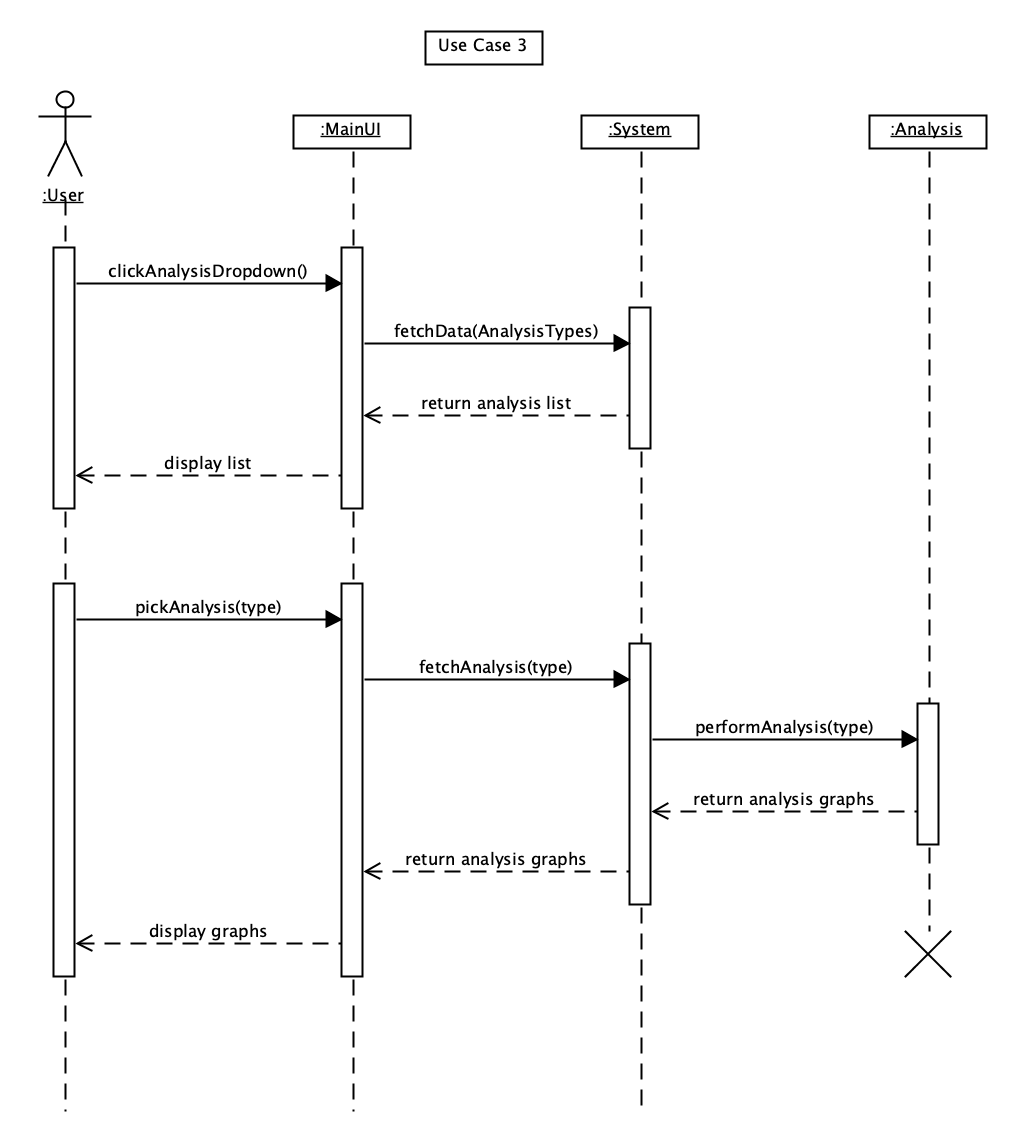 Use Case 3
:User
:MainUI
:System
:Analysis
clickAnalysisDropdown()
fetchData(AnalysisTypes)
return analysis list
display list
pickAnalysis(type)
fetchAnalysis(type)
performAnalysis(type)
return analysis graphs
return analysis graphs
display graphs